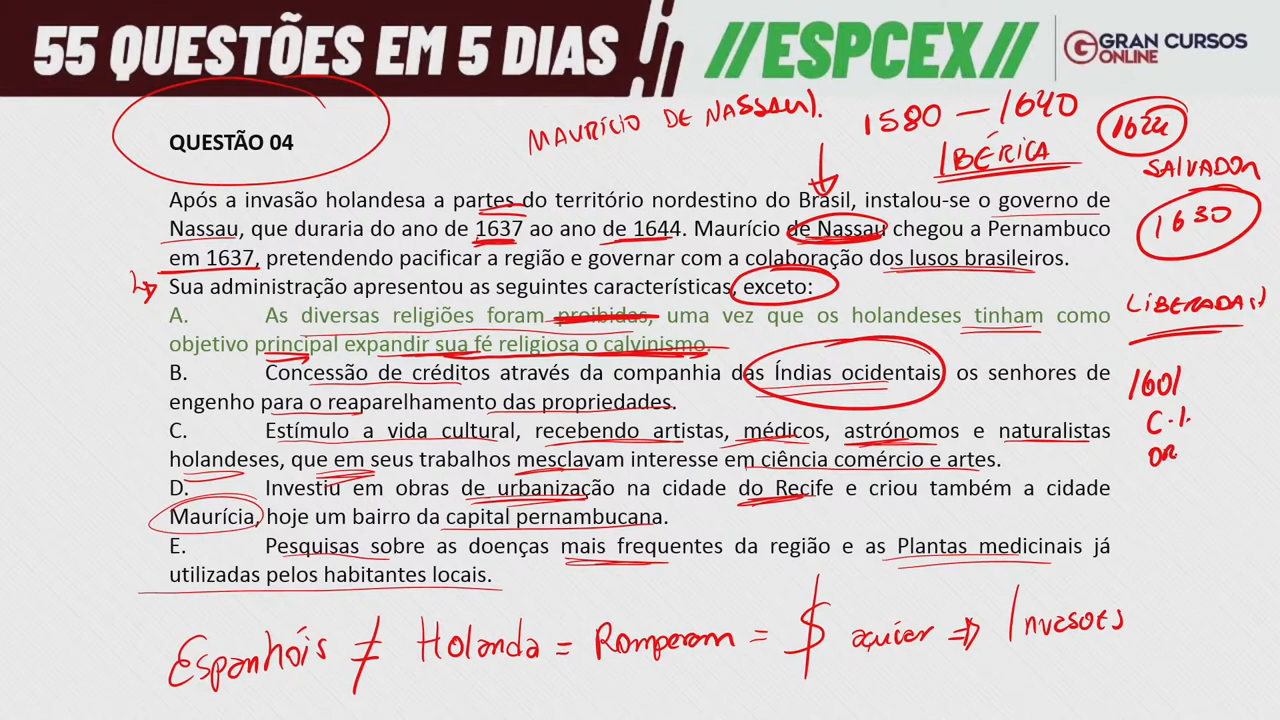 55 QUESTÕES EM 5 DIAS
//ESPCEX//
GRAN CURSOS
ONLINE
QUESTÃO 04
MAURÍCIO DE NASSAU).
1580 – 1640
IBÉRICA
1624
SALVADOR
1630
Após a invasão holandesa a partes do território nordestino do Brasil, instalou-se o governo de
Nassau, que duraria do ano de 1637 ao ano de 1644. Maurício de Nassau chegou a Pernambuco
em 1637, pretendendo pacificar a região e governar com a colaboração dos lusos brasileiros.
Sua administração apresentou as seguintes características, exceto:
LIBERADAS)
A. As diversas religiões foram proibidas, uma vez que os holandeses tinham como
objetivo principal expandir sua fé religiosa o calvinismo.
B. Concessão de créditos através da companhia das Índias ocidentais os senhores de
engenho para o reaparelhamento das propriedades.
1601
C.I.
OR
C. Estímulo a vida cultural, recebendo artistas, médicos, astrónomos e naturalistas
holandeses, que em seus trabalhos mesclavam interesse em ciência comércio e artes.
D. Investiu em obras de urbanização na cidade do Recife e criou também a cidade
Maurícia, hoje um bairro da capital pernambucana.
E. Pesquisas sobre as doenças mais frequentes da região e as Plantas medicinais já
utilizadas pelos habitantes locais.
Espanhóis ≠ Holanda = Romperam = $ açúcar ⇒ Invasões